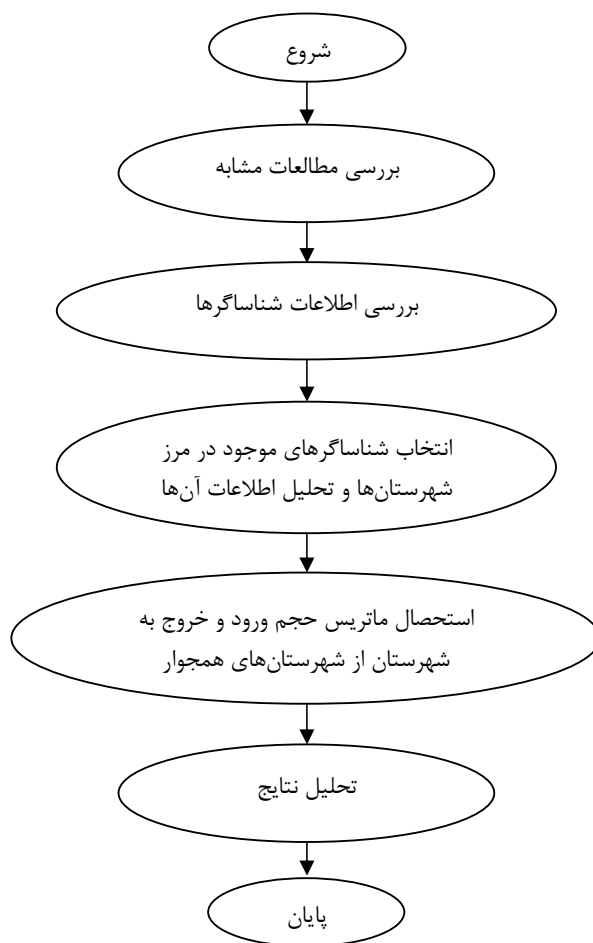 شروع
بررسی مطالعات مشابه
بررسی اطلاعات شناساگرها
انتخاب شناساگرهای موجود در مرز
شهرستان‌ها و تحلیل اطلاعات آن‌ها
استحصال ماتریس حجم ورود و خروج به
شهرستان از شهرستان‌های همجوار
تحلیل نتایج
پایان